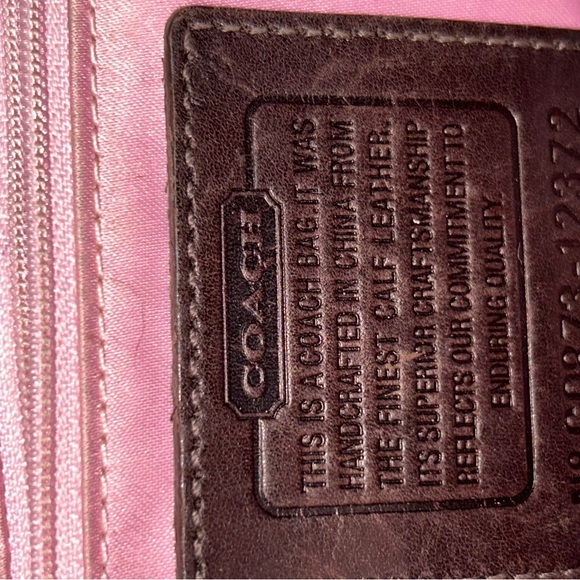 COACH
THIS IS A COACH BAG.IT WAS
HANDCRAFTED IN CHINA FROM
THE FINEST CALF LEATHER.
ITS SUPERIOR CRAFTSMANSHIP
REFLECTS OUR COMMITMENT TO
ENDURING QUALITY.
-12372